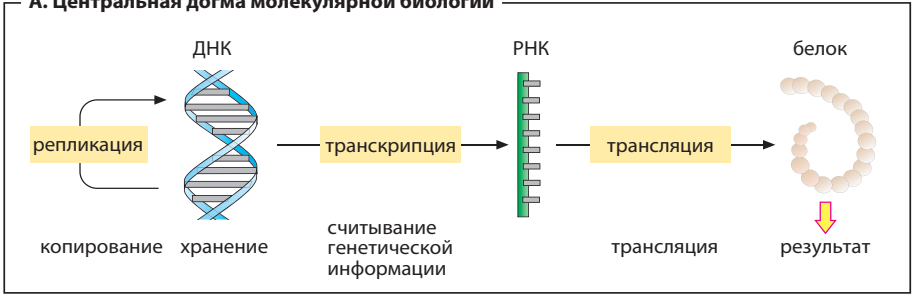 А. Центральная догма молекулярной биологии
ДНК
РНК
белок
репликация
транскрипция
трансляция
копирование
хранение
считывание
генетической
информации
трансляция
результат